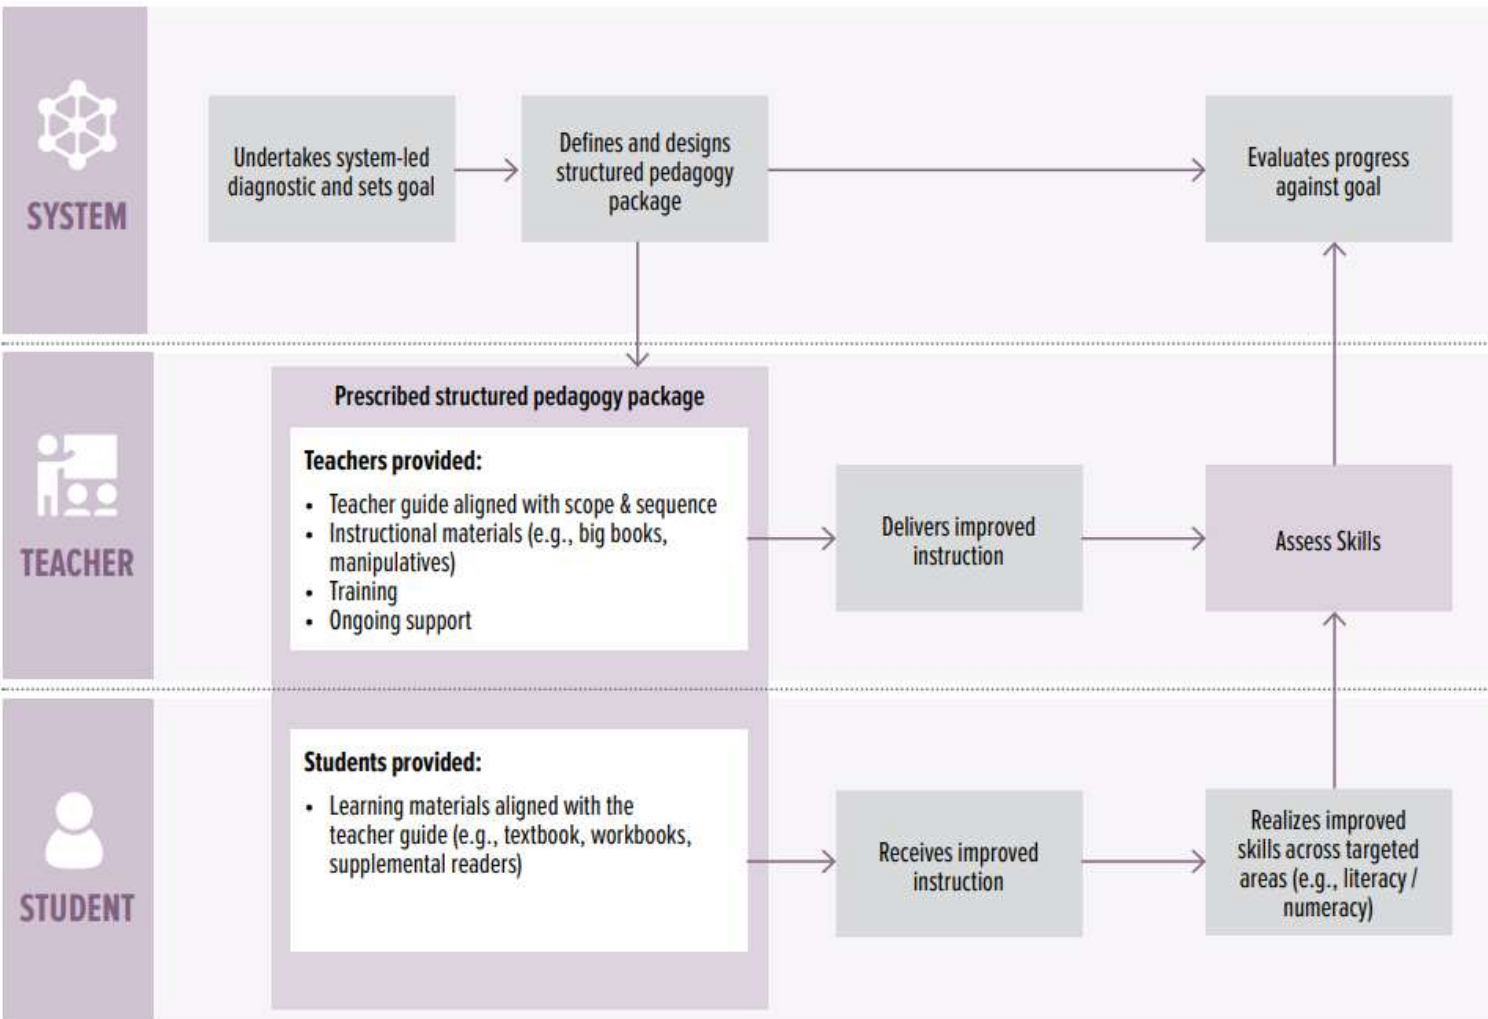 SYSTEM
Undertakes system-led
diagnostic and sets goal
Defines and designs
structured pedagogy
package
Evaluates progress
against goal
TEACHER
Prescribed structured pedagogy package
Teachers provided:
• Teacher guide aligned with scope & sequence
• Instructional materials (e.g., big books,
manipulatives)
• Training
• Ongoing support
Delivers improved
instruction
Assess Skills
STUDENT
Students provided:
• Learning materials aligned with the
teacher guide (e.g., textbook, workbooks,
supplemental readers)
Receives improved
instruction
Realizes improved
skills across targeted
areas (e.g., literacy /
numeracy)